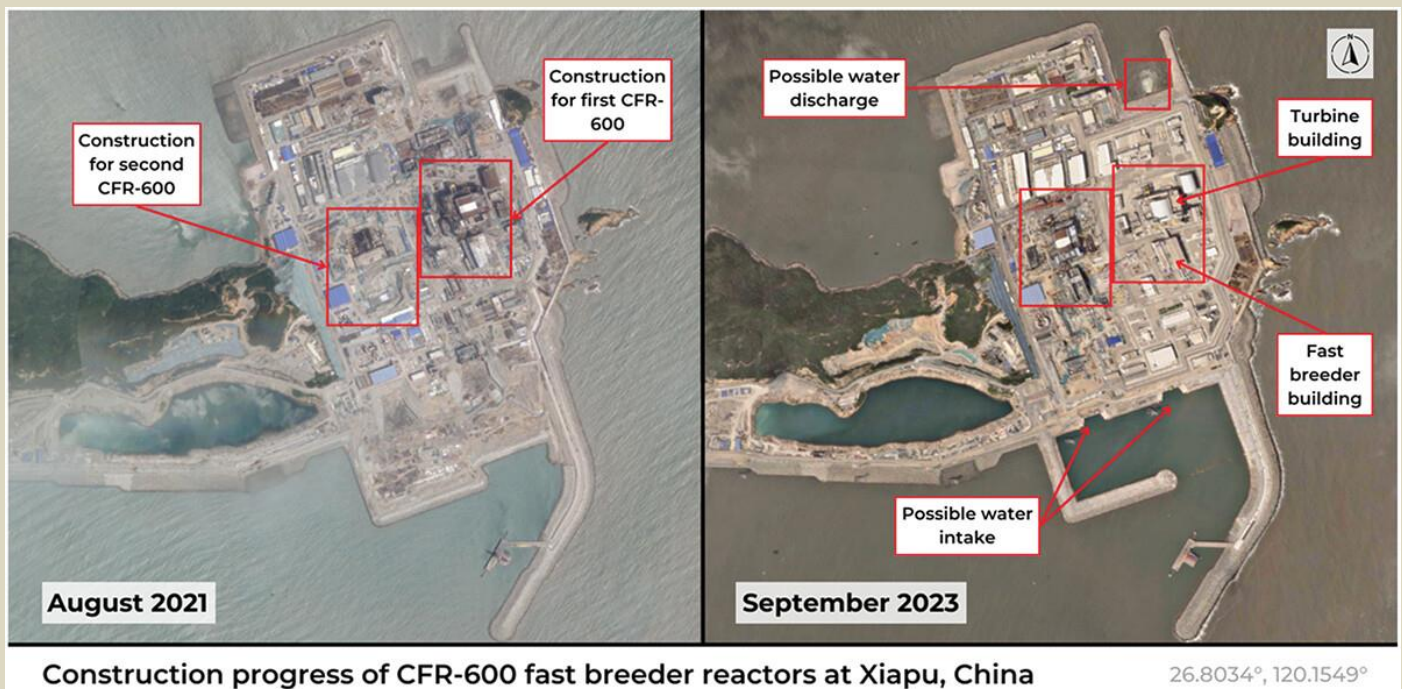 Construction
for second
CFR-600
Construction
for first CFR-
600
August 2021
N
Possible water
discharge
Turbine
building
Fast
breeder
building
Possible water
intake
September 2023
Construction progress of CFR-600 fast breeder reactors at Xiapu, China
26.8034°, 120.1549°